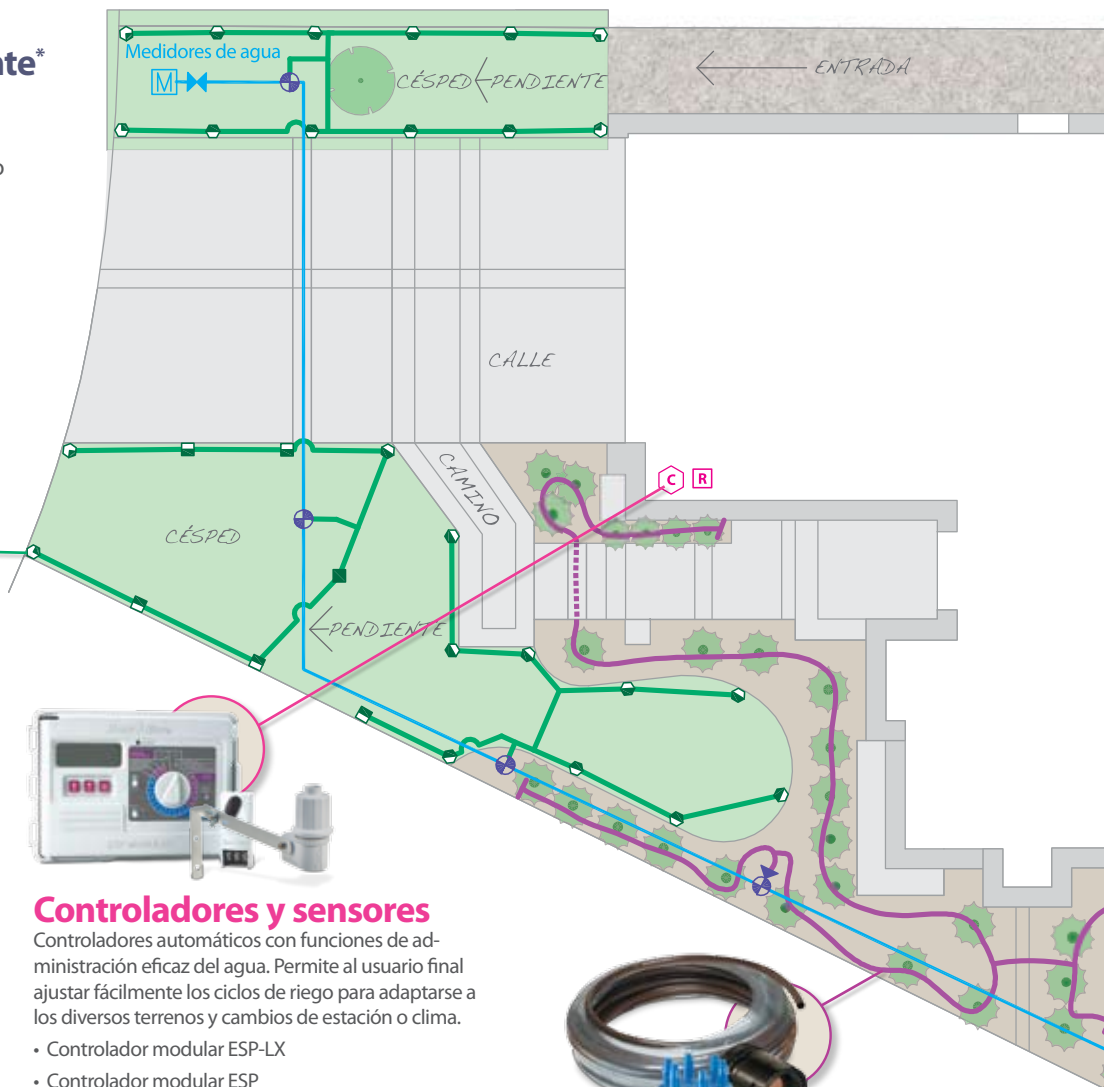 nte*
o
Medidores de agua
M
CÉSPED
PENDIENTE
ENTRADA
CALLE
CAMINO
C R
CÉSPED
PENDIENTE
Controladores y sensores
Controladores automáticos con funciones de ad-
ministración eficaz del agua. Permite al usuario final
ajustar fácilmente los ciclos de riego para adaptarse a
los diversos terrenos y cambios de estación o clima.
• Controlador modular ESP-LX
• Controlador modular ESP